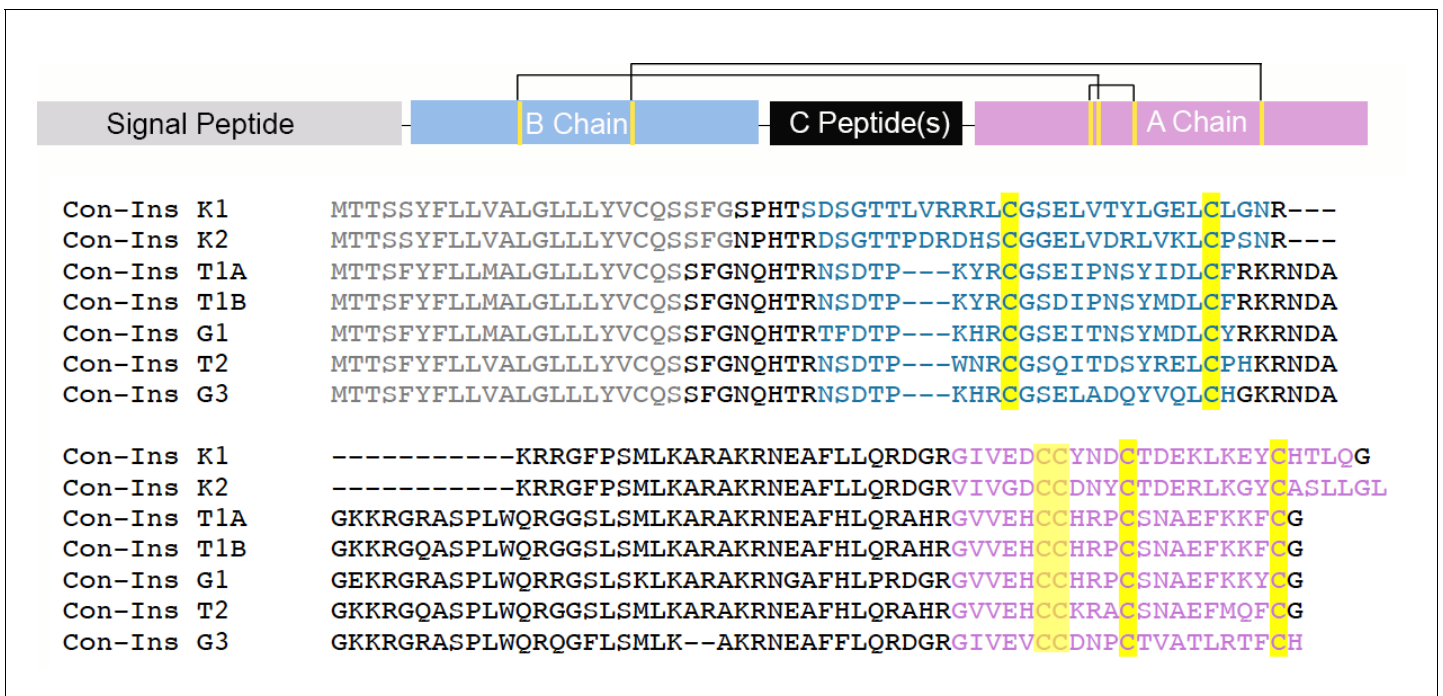 Signal Peptide B Chain C Peptide(s) A Chain
Con-Ins K1 MTTSSYFLLVALGLLLYVCQSSFGSPHTSDSGTTLVRRRLCGSELVTYLGELCLGNR---
Con-Ins K2 MTTSSYFLLVALGLLLYVCQSSFGNPHTRDSGTTPDRDHSCGGELVDRLVKLCPSNR---
Con-Ins T1A MTTSFYFLLMALGLLLYVCQSSFGNQHTRNSDTP---KYRCGSEIPNSYIDLCFRKRNDA
Con-Ins T1B MTTSFYFLLMALGLLLYVCQSSFGNQHTRNSDTP---KYRCGSDIPNSYMDLCFRKRNDA
Con-Ins G1 MTTSFYFLLMALGLLLYVCQSSFGNQHTRTFDTP---KHRCGSEITNSYMDLCYRKRNDA
Con-Ins T2 MTTSFYFLLMALGLLLYVCQSSFGNQHTRNSDTP---WNRCGSQITDSYRELCPHKRNDA
Con-Ins G3 MTTSFYFLLVALGLLLYVCQSSFGNQHTRNSDTP---KHRCGSELADQYVQLCHGKRNDA
Con-Ins K1 -----------KRRGFPSMLKARAKRNEAFLLQRDGRGIVEDCCYNDCTDEKLKEYCHTLQG
Con-Ins K2 -----------KRRGFPSMLKARAKRNEAFLLQRDGRVIVGDCCDNYCTDERLKGYCASLLGL
Con-Ins T1A GKKRGRASPLWQRGGSLSMLKARAKRNEAFHLQRAHRGVVEHCCHRPCSNAEFKKFCG
Con-Ins T1B GKKRGQASPLWQRGGSLSMLKARAKRNEAFHLQRAHRGVVEHCCHRPCSNAEFKKFCG
Con-Ins G1 GEKRGRASPLWQRRGSLSKLKARAKRNGAFHLPRDGRGVVEHCCHRPCSNAEFKKYCG
Con-Ins T2 GKKRGQASPLWQRGGSLSMLKARAKRNEAFHLQRAHRGVVEHCCKRACSNAEFMQFCG
Con-Ins G3 GKKRGRASPLWQRQGFLSMLK--AKRNEAFFLQRDGRGIVEVCCDNPCTVATLRTFCH